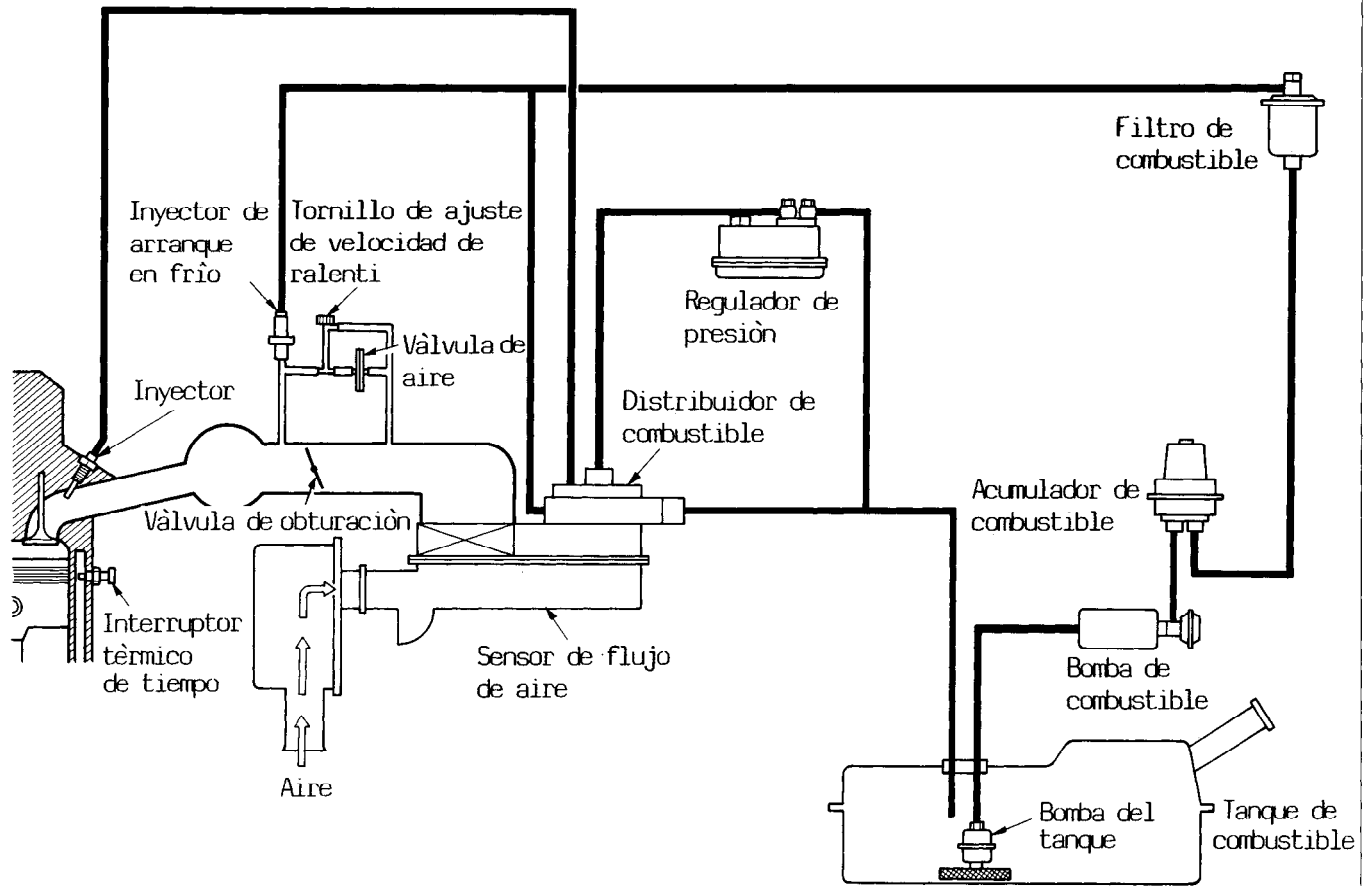 Filtro de
combustible
Inyector de
arranque
en frìo
Tornillo de ajuste
de velocidad de
ralenti
Regulador de
presiòn
Vàlvula de
aire
Inyector
Distribuidor de
combustible
Acumulador de
combustible
Vàlvula de obturaciòn
Interruptor
tèrmico
de tiempo
Sensor de flujo
de aire
Bomba de
combustible
Aire
Bomba del
tanque
Tanque de
combustible